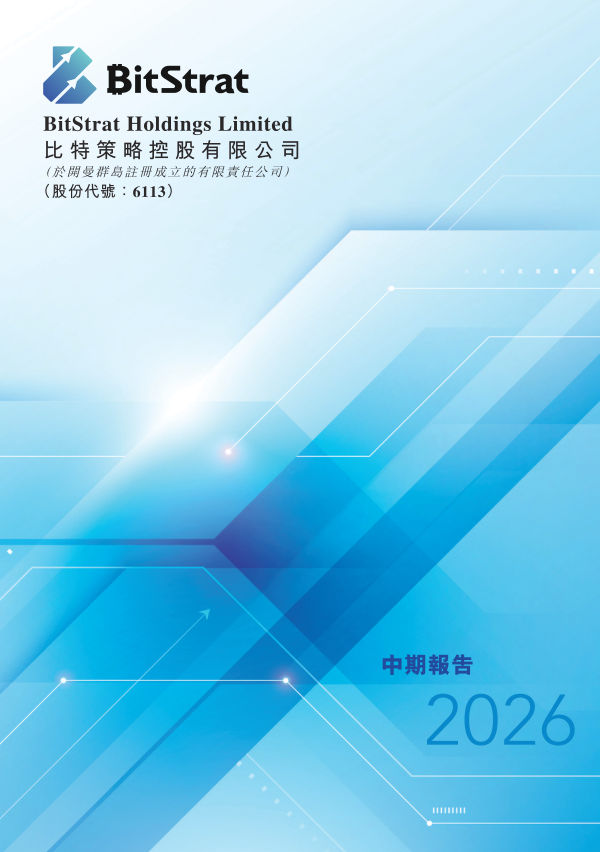 BitStrat
BitStrat Holdings Limited
比特策略控股有限公司
(於開曼群島註冊成立的有限責任公司)
(股份代號：6113)
中期報告
2026